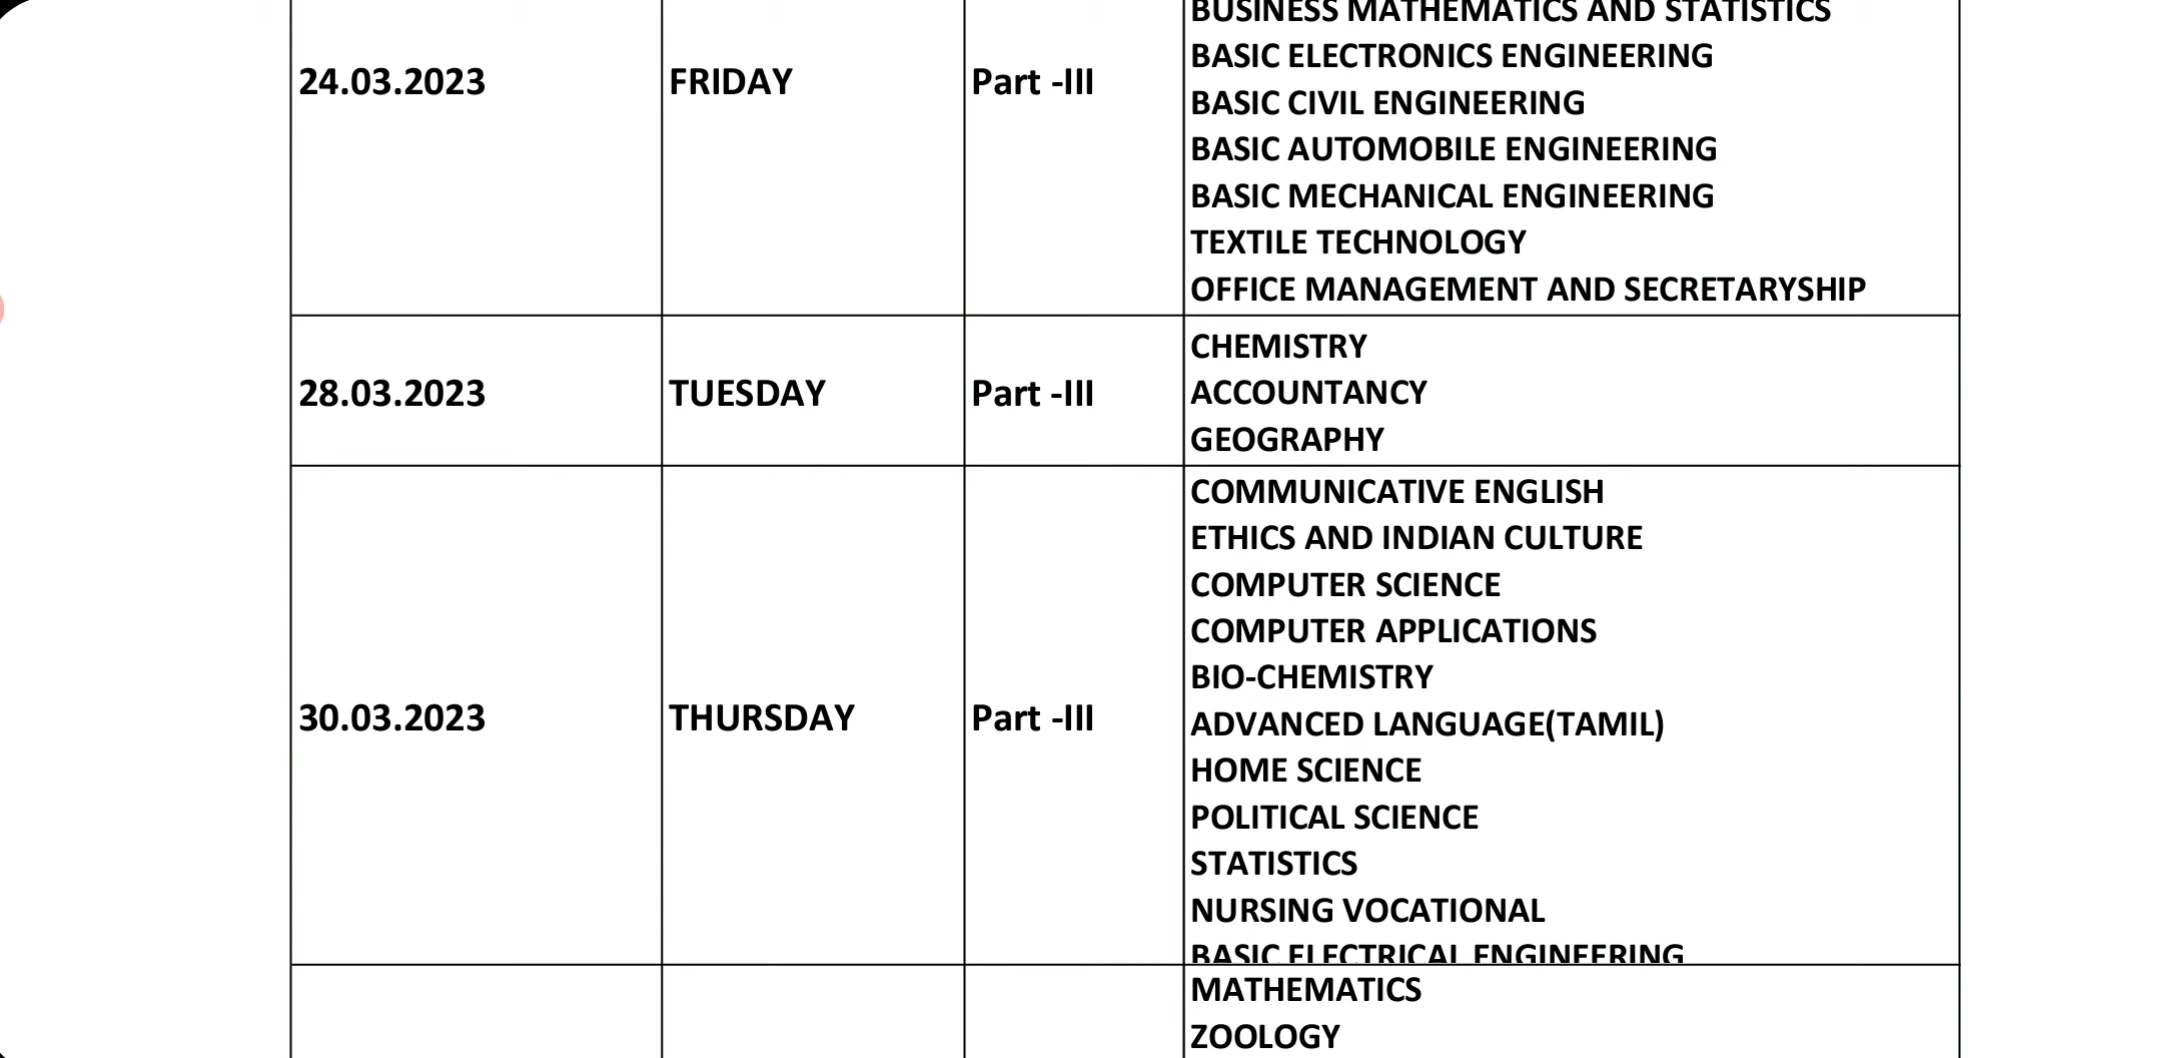 BUSINESS MATHEMATICS AND STATISTICS
BASIC ELECTRONICS ENGINEERING
24.03.2023 FRIDAY Part -III
BASIC CIVIL ENGINEERING
BASIC AUTOMOBILE ENGINEERING
BASIC MECHANICAL ENGINEERING
TEXTILE TECHNOLOGY
OFFICE MANAGEMENT AND SECRETARYSHIP
CHEMISTRY
28.03.2023 TUESDAY Part -III ACCOUNTANCY
GEOGRAPHY
COMMUNICATIVE ENGLISH
ETHICS AND INDIAN CULTURE
COMPUTER SCIENCE
COMPUTER APPLICATIONS
BIO-CHEMISTRY
30.03.2023 THURSDAY Part -III ADVANCED LANGUAGE(TAMIL)
HOME SCIENCE
POLITICAL SCIENCE
STATISTICS
NURSING VOCATIONAL
BASIC ELECTRICAL ENGINEERING
MATHEMATICS
ZOOLOGY